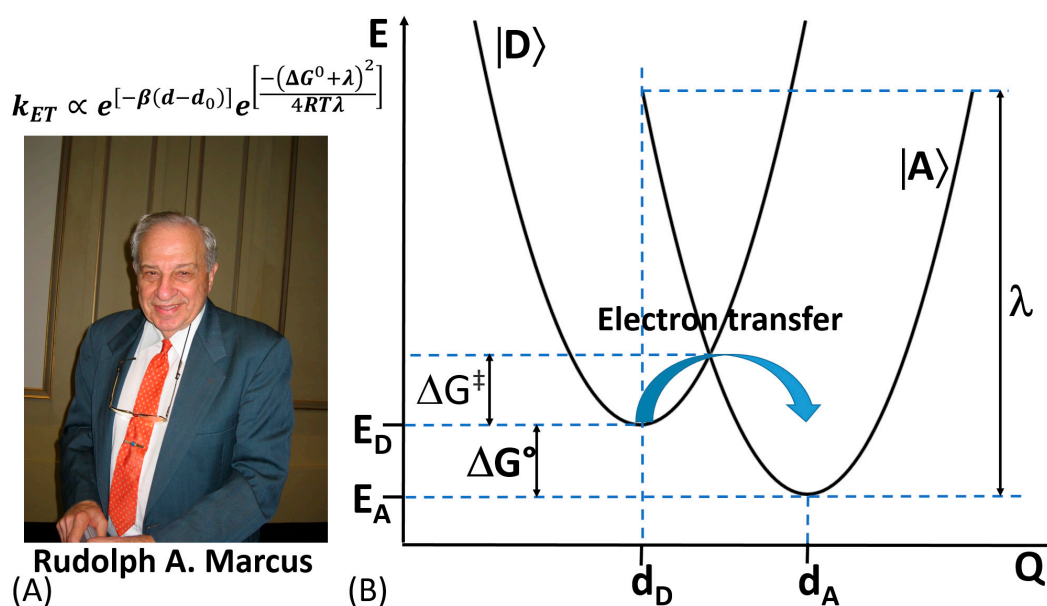 k_ET ∝ e^[−β(d−d_0)] e^[−(ΔG^0+λ)^2 / 4RTλ]
Rudolph A. Marcus
(A)
E
|D⟩
|A⟩
Electron transfer
λ
ΔG‡
E_D
ΔG°
E_A
Q
d_D
d_A
(B)